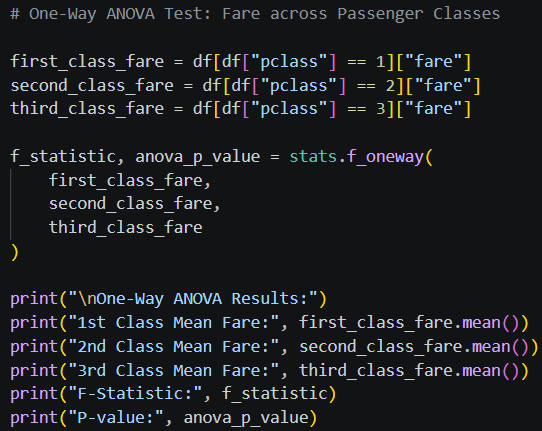 # One-Way ANOVA Test: Fare across Passenger Classes

first_class_fare = df[df["pclass"] == 1]["fare"]
second_class_fare = df[df["pclass"] == 2]["fare"]
third_class_fare = df[df["pclass"] == 3]["fare"]

f_statistic, anova_p_value = stats.f_oneway(
    first_class_fare,
    second_class_fare,
    third_class_fare
)

print("\nOne-Way ANOVA Results:")
print("1st Class Mean Fare:", first_class_fare.mean())
print("2nd Class Mean Fare:", second_class_fare.mean())
print("3rd Class Mean Fare:", third_class_fare.mean())
print("F-Statistic:", f_statistic)
print("P-value:", anova_p_value)